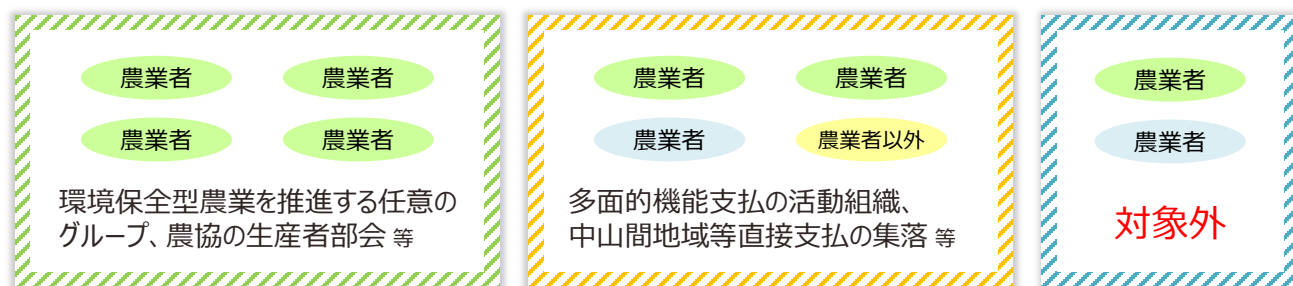 農業者 農業者
農業者 農業者
環境保全型農業を推進する任意の
グループ、農協の生産者部会 等
農業者 農業者
農業者 農業者以外
多面的機能支払の活動組織、
中山間地域等直接支払の集落 等
農業者
農業者
対象外